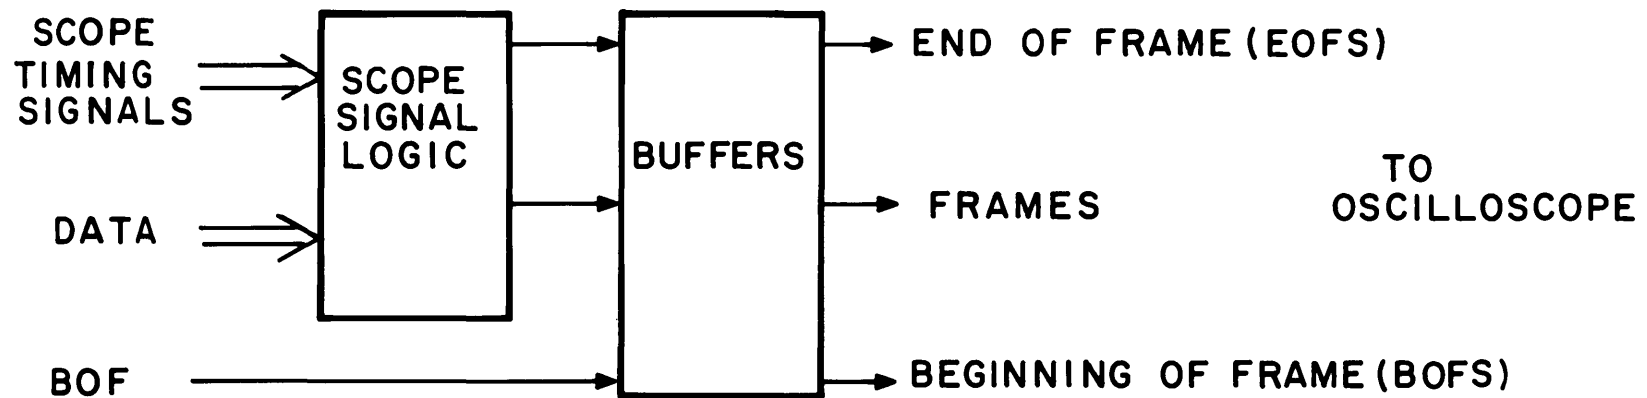 SCOPE
TIMING
SIGNALS
DATA
BOF
SCOPE
SIGNAL
LOGIC
BUFFERS
END OF FRAME (EOFS)
FRAMES
BEGINNING OF FRAME (BOFS)
TO
OSCILLOSCOPE